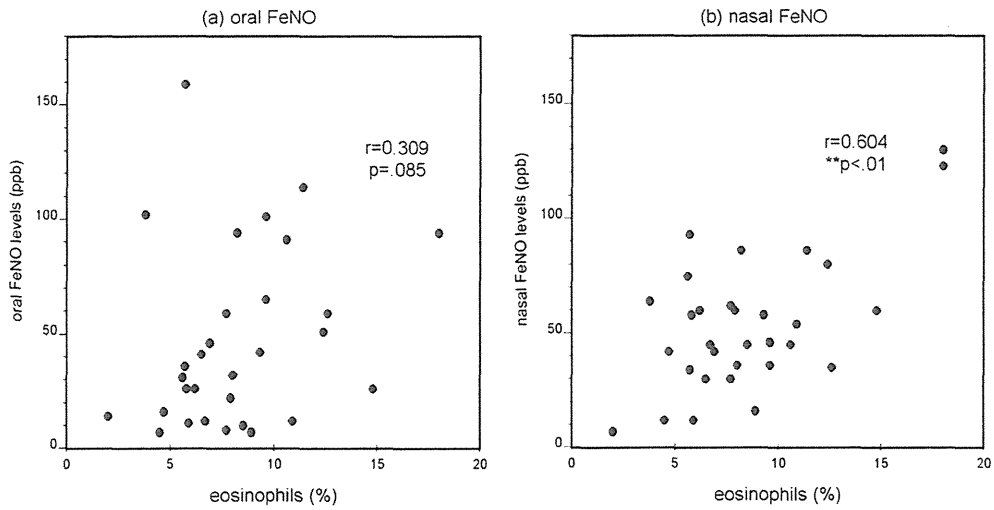 (a) oral FeNO
150
100
50
0
oral FeNO levels (ppb)
r=0.309
p=.085
0 5 10 15 20
eosinophils (%)
(b) nasal FeNO
150
100
50
0
nasal FeNO levels (ppb)
r=0.604
**p<.01
0 5 10 15 20
eosinophils (%)